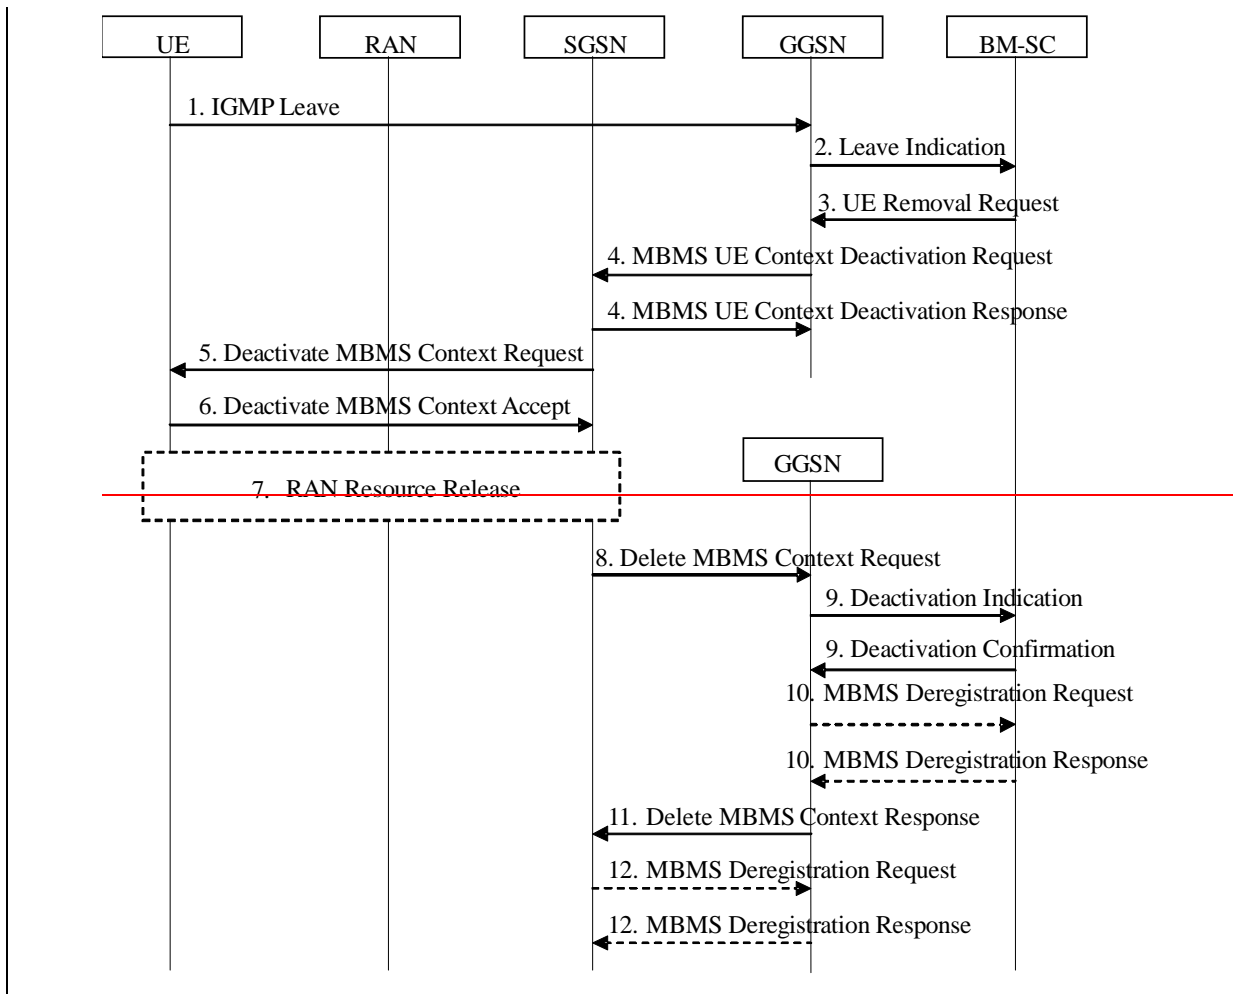 UE
RAN
SGSN
GGSN
BM-SC
1. IGMP Leave
2. Leave Indication
3. UE Removal Request
4. MBMS UE Context Deactivation Request
4. MBMS UE Context Deactivation Response
5. Deactivate MBMS Context Request
6. Deactivate MBMS Context Accept
GGSN
7. RAN Resource Release
8. Delete MBMS Context Request
9. Deactivation Indication
9. Deactivation Confirmation
10. MBMS Deregistration Request
10. MBMS Deregistration Response
11. Delete MBMS Context Response
12. MBMS Deregistration Request
12. MBMS Deregistration Response